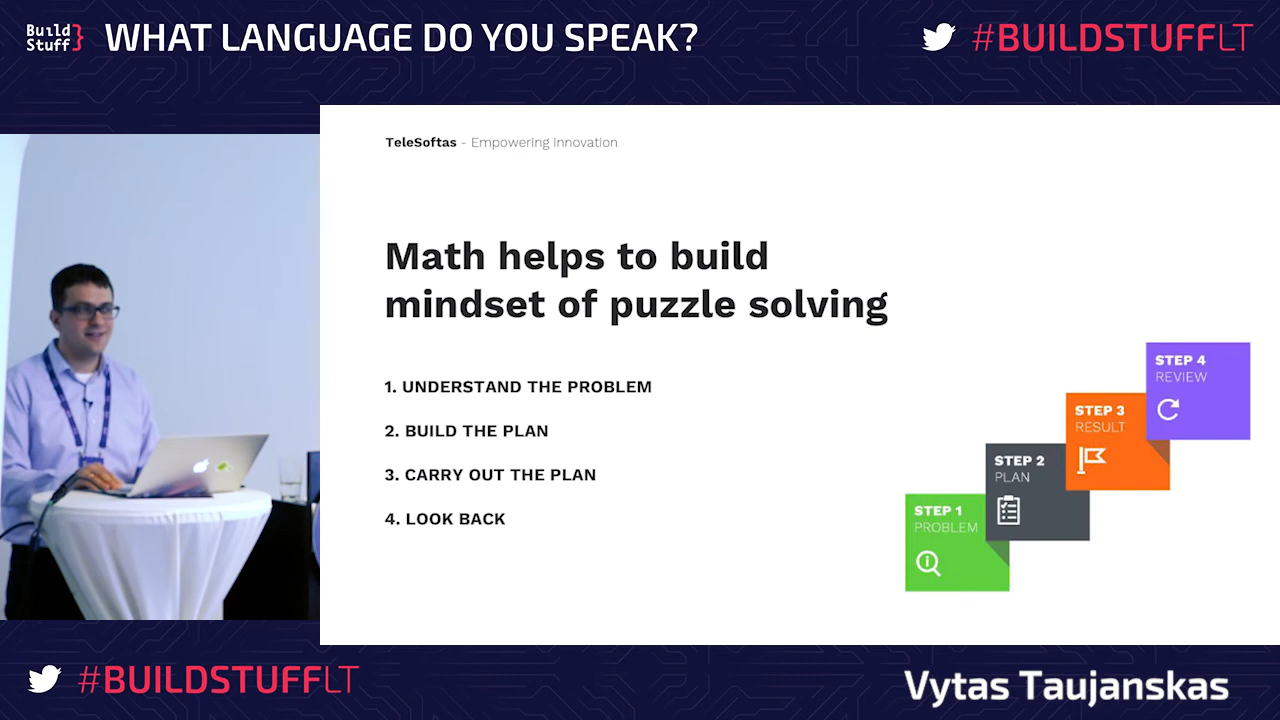 Build
Stuff}
WHAT LANGUAGE DO YOU SPEAK?
#BUILDSTUFFLT
TeleSoftas - Empowering innovation
Math helps to build
mindset of puzzle solving
1. UNDERSTAND THE PROBLEM
2. BUILD THE PLAN
3. CARRY OUT THE PLAN
4. LOOK BACK
STEP 4
REVIEW
STEP 3
RESULT
STEP 2
PLAN
STEP 1
PROBLEM
#BUILDSTUFFLT
Vytas Taujanskas